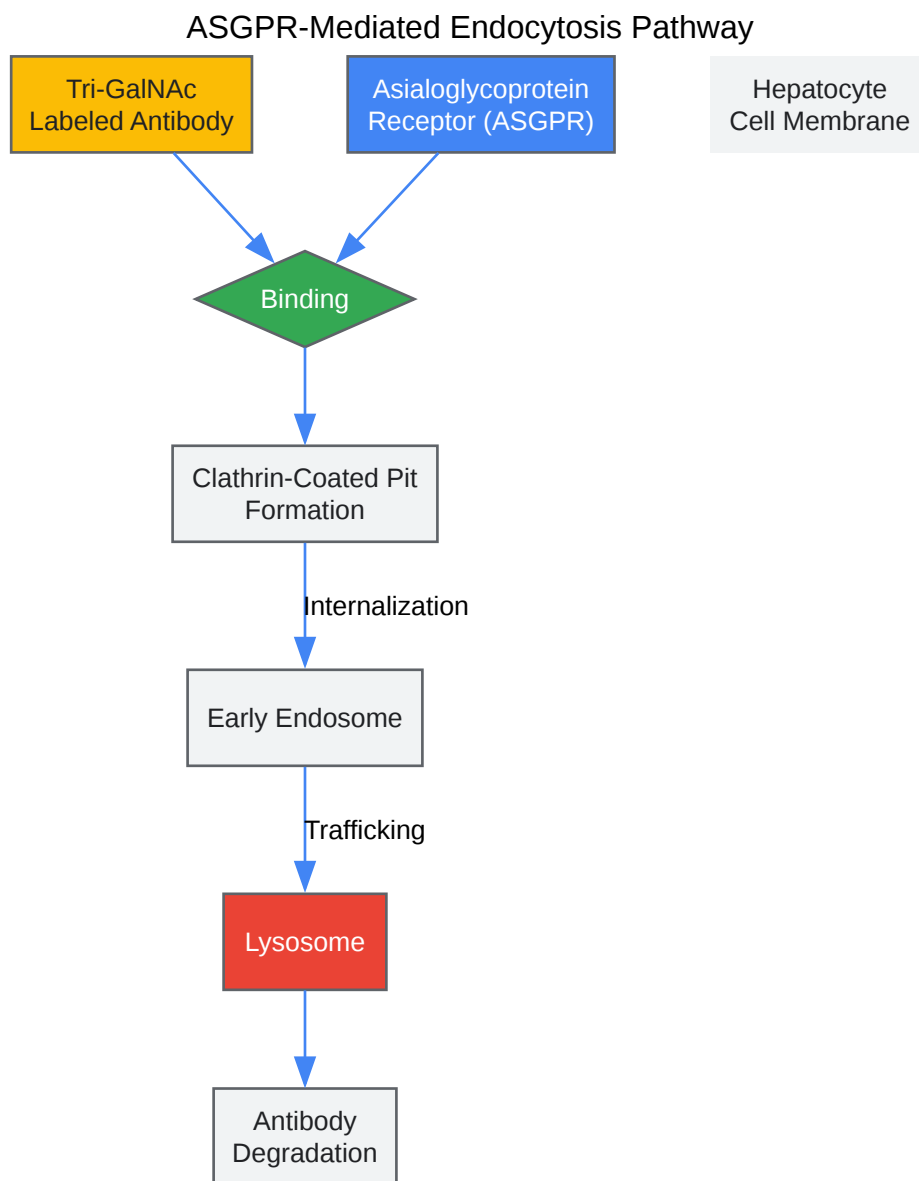 ASGPR-Mediated Endocytosis Pathway
Tri-GalNAc
Labeled Antibody
Asialoglycoprotein
Receptor (ASGPR)
Hepatocyte
Cell Membrane
Binding
Clathrin-Coated Pit
Formation
Internalization
Early Endosome
Trafficking
Lysosome
Antibody
Degradation